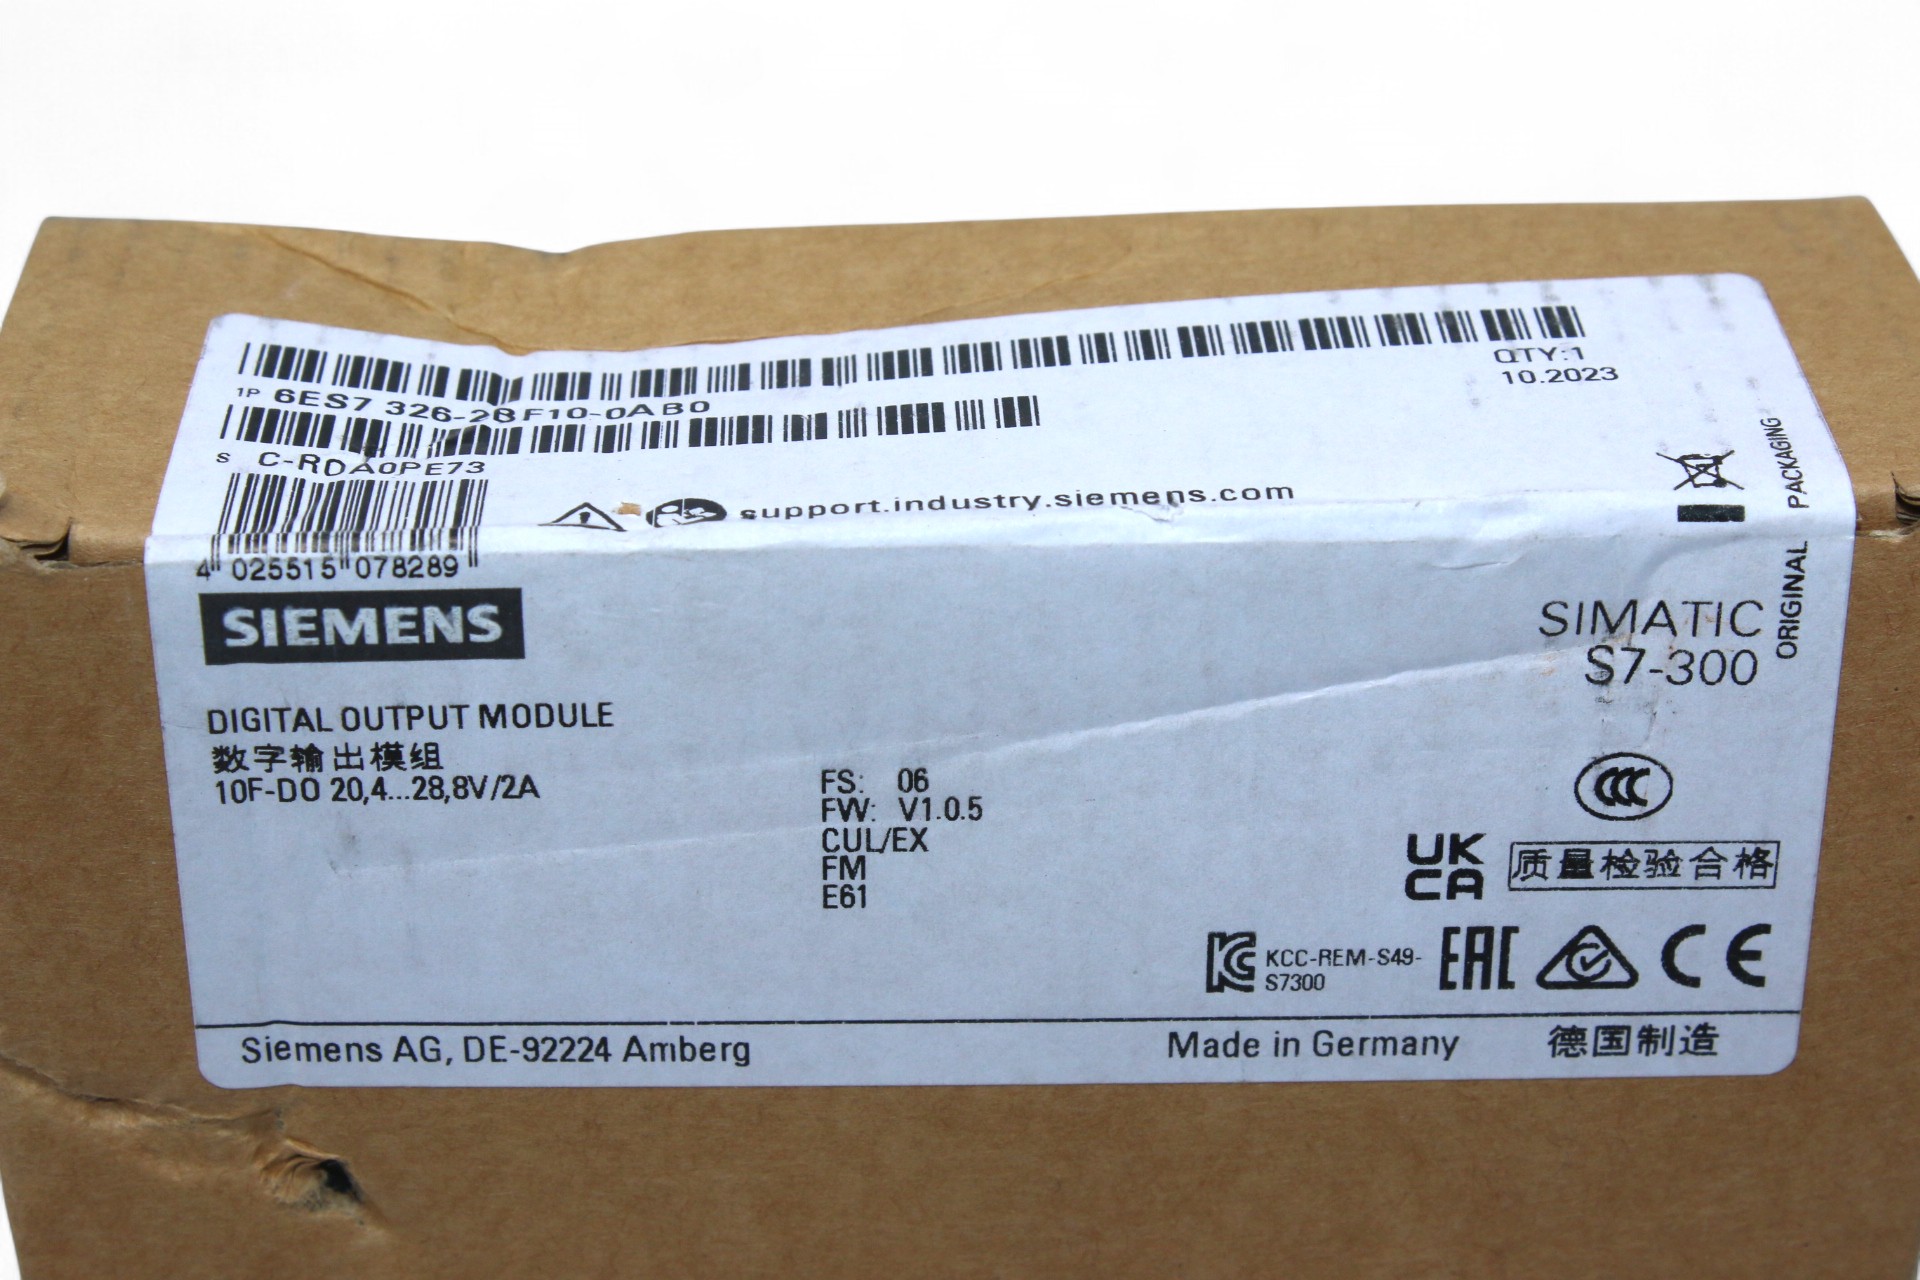 QTY:1
10.2023
1P 6ES7 326-2BF10-0AB0
S C-RDA0PE73
support.industry.siemens.com
4 025515 078289
SIEMENS
ORIGINAL PACKAGING
SIMATIC
S7-300
DIGITAL OUTPUT MODULE
数字输出模组
10F-DO 20,4...28,8V/2A
FS: 06
FW: V1.0.5
CUL/EX
FM
E61
CCC
UK
CA
质量检验合格
KCC-REM-S49-
S7300
EAC
CE
Siemens AG, DE-92224 Amberg
Made in Germany 德国制造